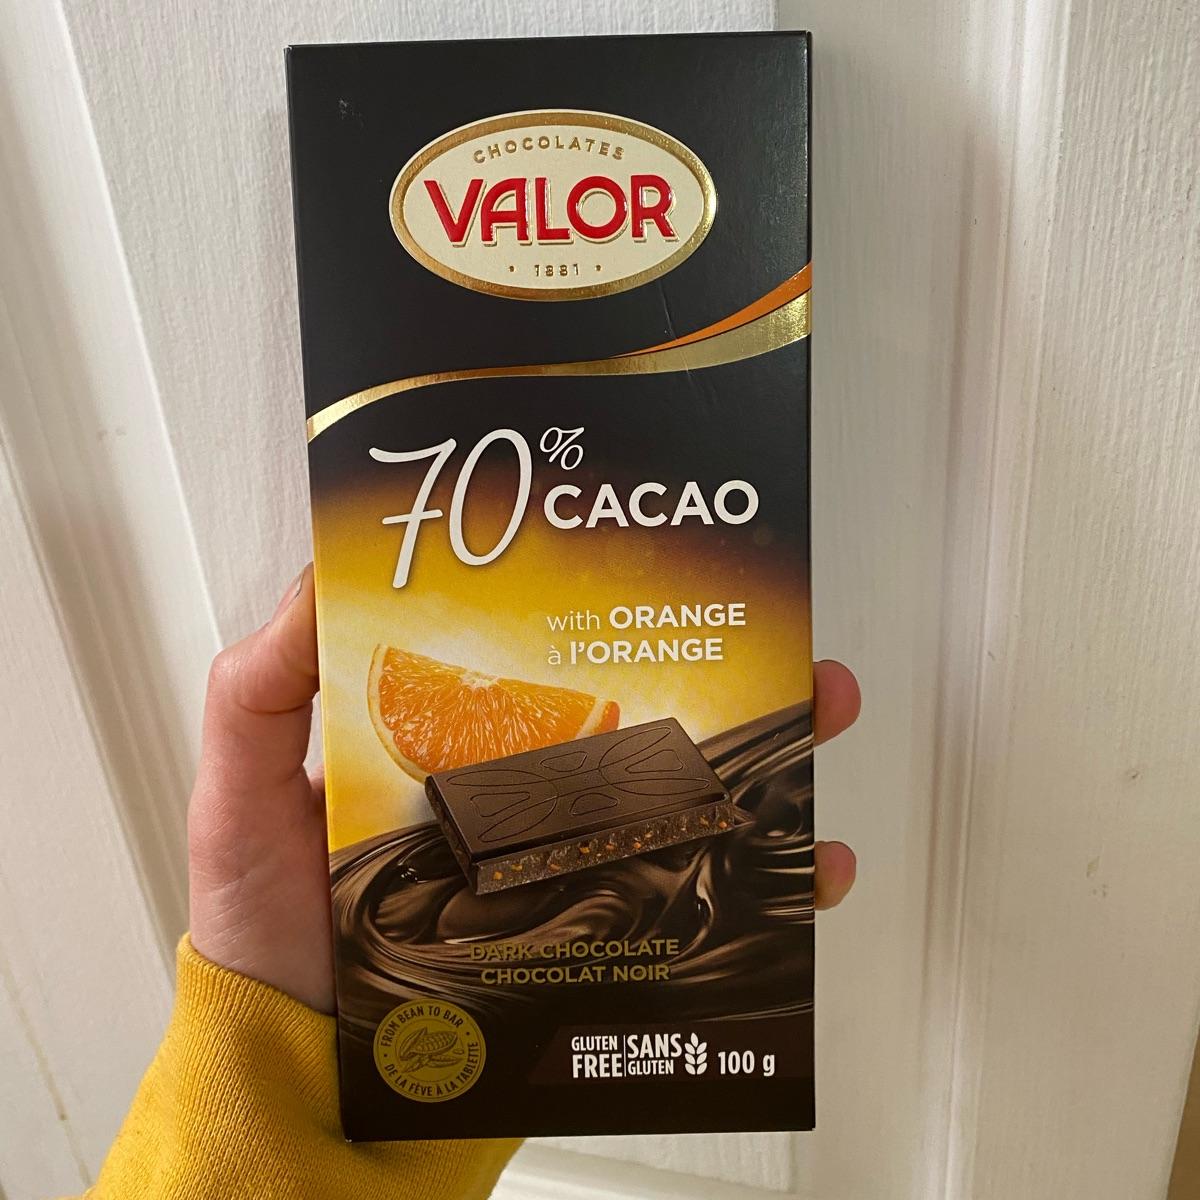 CHOCOLATES
VALOR
• 1881 •
70%
CACAO
with ORANGE
à l'ORANGE
DARK CHOCOLATE
CHOCOLAT NOIR
• FROM BEAN TO BAR •
DE LA FÈVE À LA TABLETTE
GLUTEN FREE
SANS GLUTEN
100 g